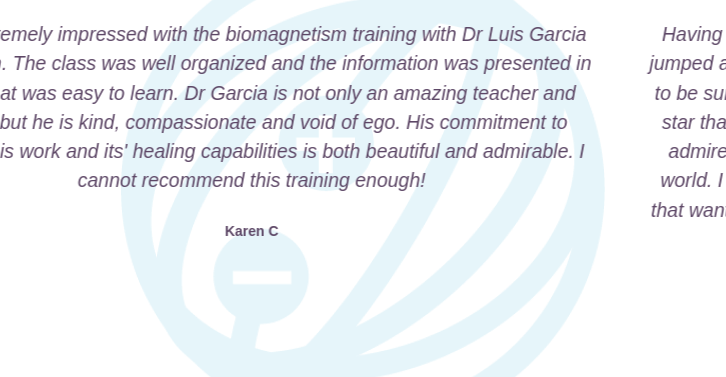 emely impressed with the biomagnetism training with Dr Luis Garcia
. The class was well organized and the information was presented in
at was easy to learn. Dr Garcia is not only an amazing teacher and
but he is kind, compassionate and void of ego. His commitment to
is work and its' healing capabilities is both beautiful and admirable. I
cannot recommend this training enough!
Karen C
Having
jumped a
to be su
star tha
admire
world. I
that want